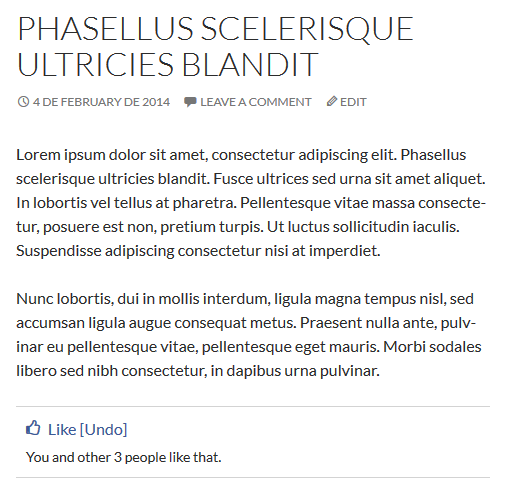 PHASELLUS SCELERISQUE
ULTRICIES BLANDIT
4 DE FEBRUARY DE 2014 LEAVE A COMMENT EDIT
Lorem ipsum dolor sit amet, consectetur adipiscing elit. Phasellus
scelerisque ultricies blandit. Fusce ultrices sed urna sit amet aliquet.
In lobortis vel tellus at pharetra. Pellentesque vitae massa consecte-
tur, posuere est non, pretium turpis. Ut luctus sollicitudin iaculis.
Suspendisse adipiscing consectetur nisi at imperdiet.
Nunc lobortis, dui in mollis interdum, ligula magna tempus nisl, sed
accumsan ligula augue consequat metus. Praesent nulla ante, pulv-
inar eu pellentesque vitae, pellentesque eget mauris. Morbi sodales
libero sed nibh consectetur, in dapibus urna pulvinar.
Like [Undo]
You and other 3 people like that.